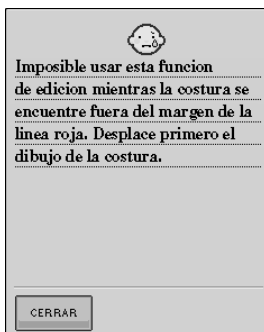 Imposible usar esta funcion
de edicion mientras la costura se
encuentre fuera del margen de la
linea roja. Desplace primero el
dibujo de la costura.
CERRAR